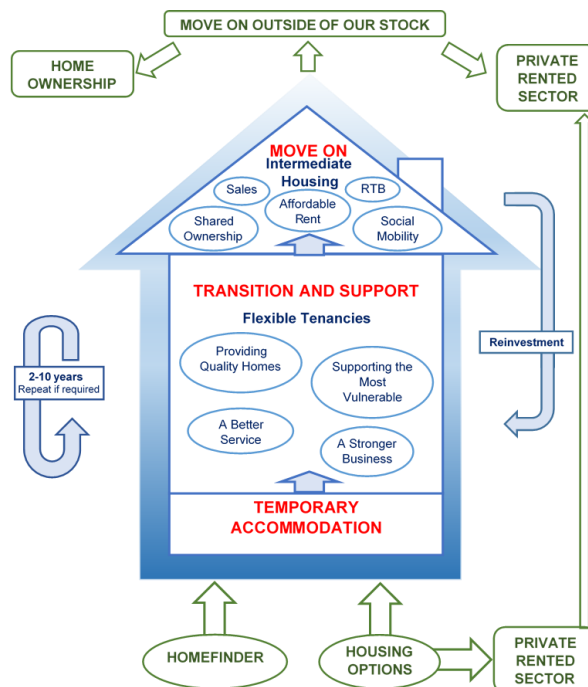 MOVE ON OUTSIDE OF OUR STOCK
HOME
OWNERSHIP
PRIVATE
RENTED
SECTOR
MOVE ON
Intermediate
Housing
Sales
RTB
Affordable
Rent
Shared
Ownership
Social
Mobility
TRANSITION AND SUPPORT
Flexible Tenancies
Providing
Quality Homes
Supporting the
Most
Vulnerable
A Better
Service
A Stronger
Business
2-10 years
Repeat if required
Reinvestment
TEMPORARY
ACCOMMODATION
HOMEFINDER
HOUSING
OPTIONS
PRIVATE
RENTED
SECTOR